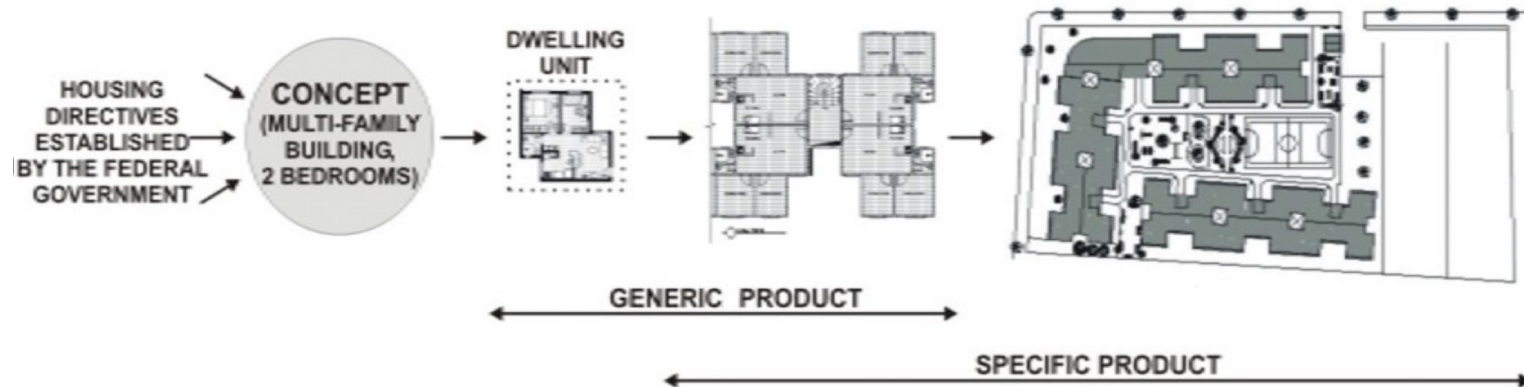 HOUSING
DIRECTIVES
ESTABLISHED
BY THE FEDERAL
GOVERNMENT
CONCEPT
(MULTI-FAMILY
BUILDING,
2 BEDROOMS)
DWELLING
UNIT
GENERIC PRODUCT
SPECIFIC PRODUCT